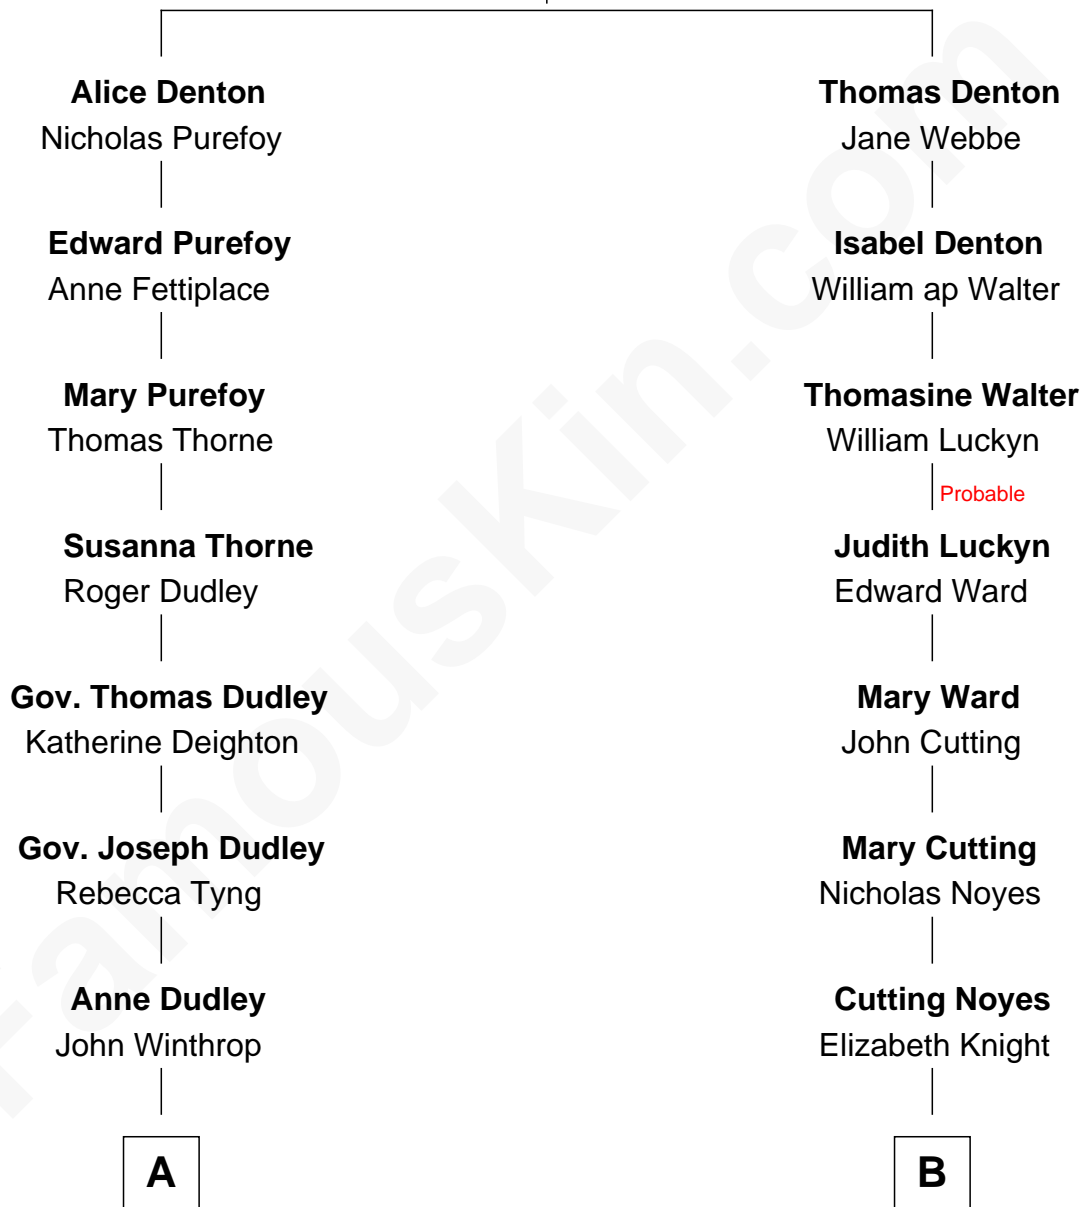 Alice Denton
Nicholas Purefoy
Edward Purefoy
Anne Fettiplace
Mary Purefoy
Thomas Thorne
Susanna Thorne
Roger Dudley
Gov. Thomas Dudley
Katherine Deighton
Gov. Joseph Dudley
Rebecca Tyng
Anne Dudley
John Winthrop
A
Thomas Denton
Jane Webbe
Isabel Denton
William ap Walter
Thomasine Walter
William Luckyn
Probable
Judith Luckyn
Edward Ward
Mary Ward
John Cutting
Mary Cutting
Nicholas Noyes
Cutting Noyes
Elizabeth Knight
B
FamousKin.com